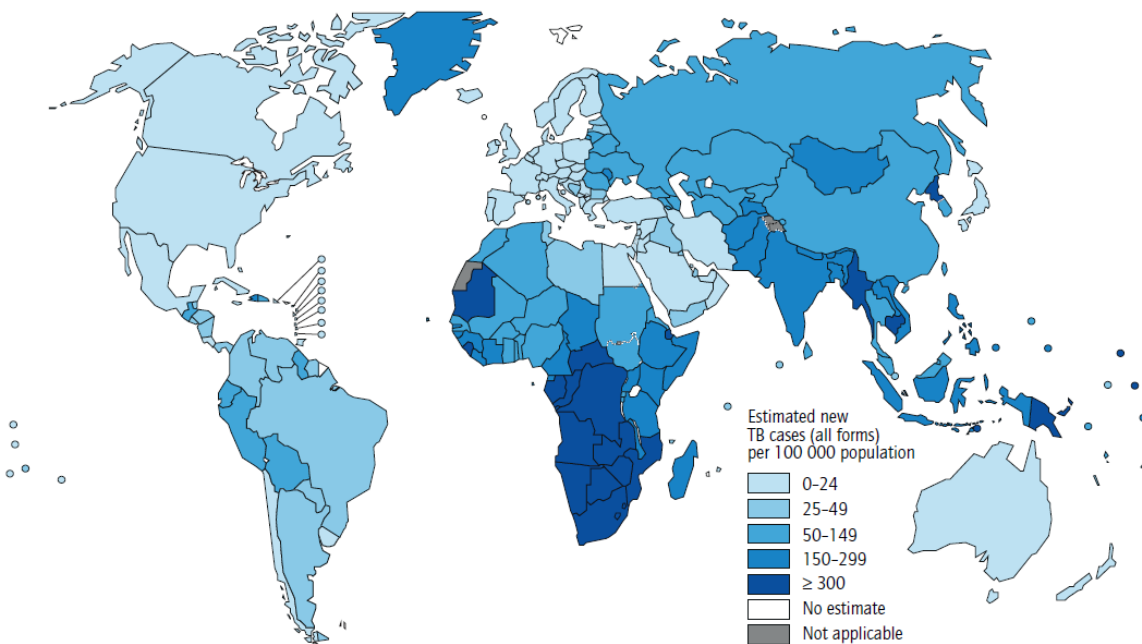 Estimated new
TB cases (all forms)
per 100 000 population
0–24
25–49
50–149
150–299
≥ 300
No estimate
Not applicable